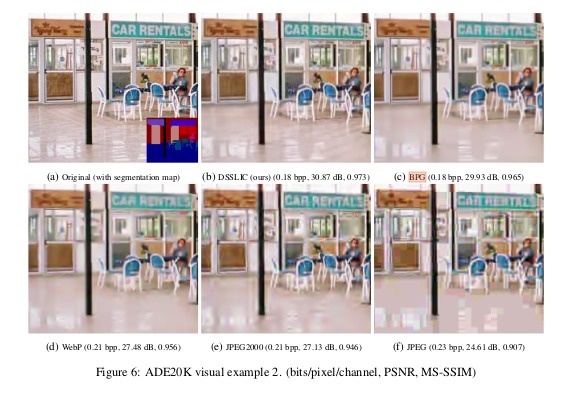 CAR RENTALS
CAR RENTALS
CAR RENTALS
(a) Original (with segmentation map)
(b) DSSLIC (ours) (0.18 bpp, 30.87 dB, 0.973)
(c) BPG (0.18 bpp, 29.93 dB, 0.965)
CAR RENTALS
CAR RENTALS
CAR RENTALS
(d) WebP (0.21 bpp, 27.48 dB, 0.956)
(e) JPEG2000 (0.21 bpp, 27.13 dB, 0.946)
(f) JPEG (0.23 bpp, 24.61 dB, 0.907)
Figure 6: ADE20K visual example 2. (bits/pixel/channel, PSNR, MS-SSIM)